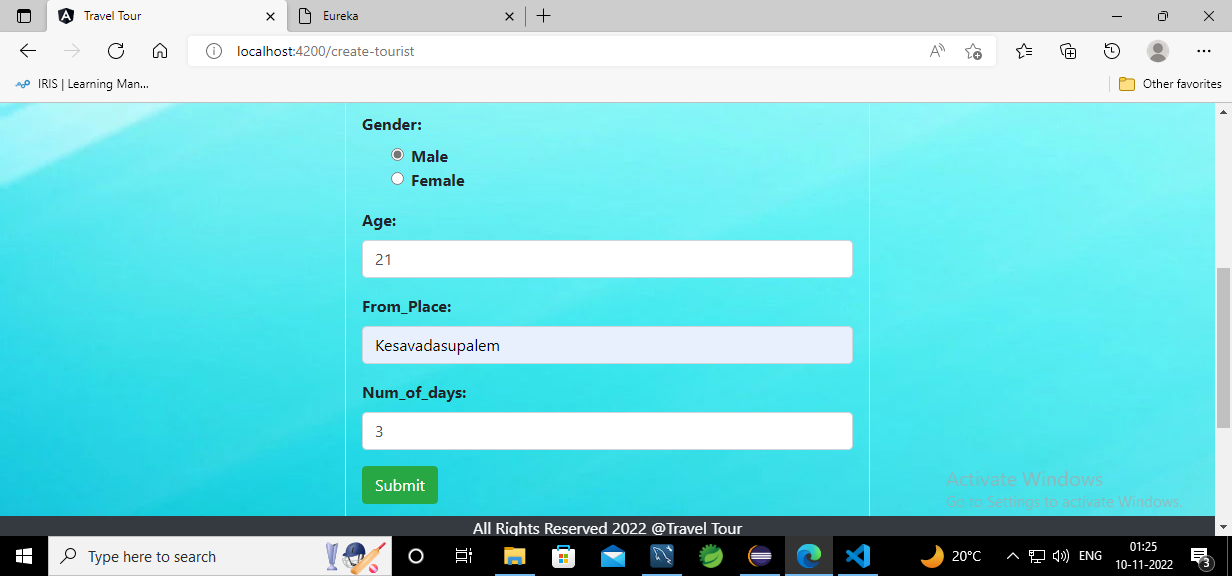 Travel Tour
Eureka
localhost:4200/create-tourist
IRIS | Learning Man...
Other favorites
Gender:
Male
Female
Age:
21
From_Place:
Kesavadasupalem
Num_of_days:
3
Submit
Activate Windows
Go to Settings to activate Windows.
All Rights Reserved 2022 @Travel Tour
Type here to search
20°C
ENG
01:25
10-11-2022
3